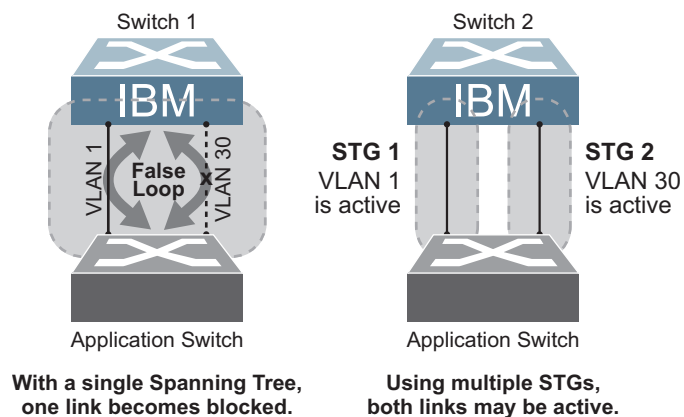 Switch 1
IBM
VLAN 1
False
Loop
x
VLAN 30
Application Switch
With a single Spanning Tree,
one link becomes blocked.
Switch 2
IBM
STG 1
VLAN 1
is active
STG 2
VLAN 30
is active
Application Switch
Using multiple STGs,
both links may be active.